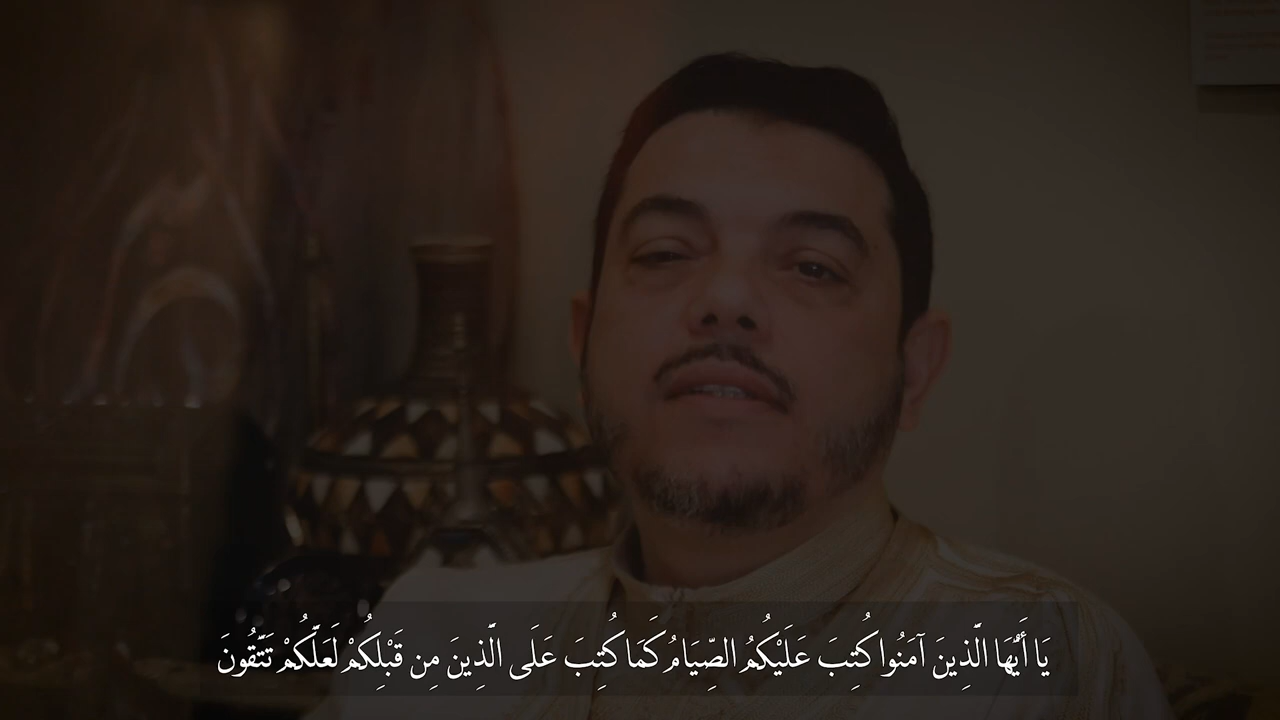 يَا أَيُّهَا الَّذِينَ آمَنُوا كُتِبَ عَلَيْكُمُ الصِّيَامُ كَمَا كُتِبَ عَلَى الَّذِينَ مِن قَبْلِكُمْ لَعَلَّكُمْ تَتَّقُونَ